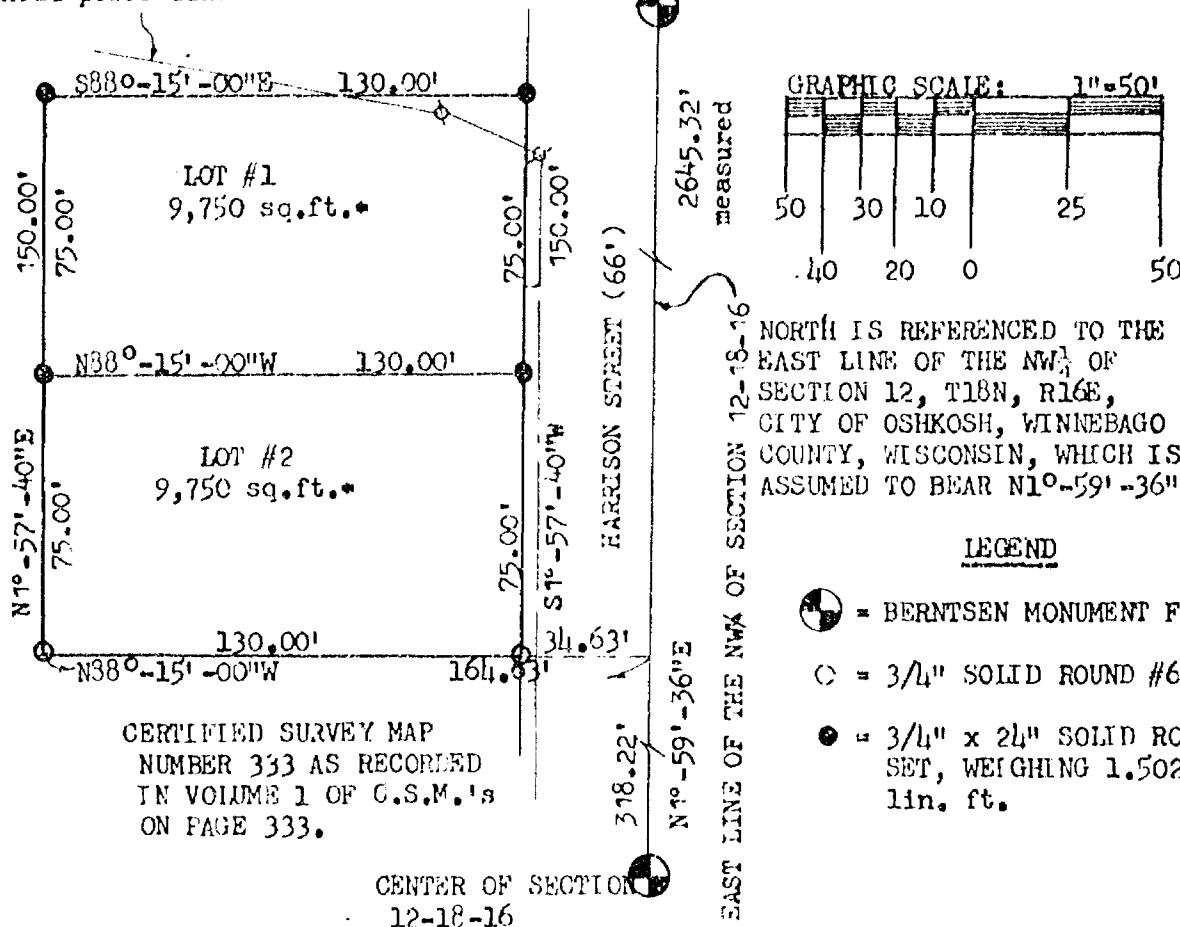 S88°-15'-00"E 130.00'
LOT #1
9,750 sq.ft.*
150.00'
75.00'
75.00'
150.00'
N88°-15'-00"W 130.00'
LOT #2
9,750 sq.ft.*
N1°-57'-40"E
75.00'
75.00'
S1°-57'-40"W
130.00'
34.63'
N38°-15'-00"W
164.63'
HARRISON STREET (66')
2645.32'
measured
318.22'
N1°-59'-36"E
EAST LINE OF THE NW¼ OF SECTION 12-18-16
CERTIFIED SURVEY MAP
NUMBER 333 AS RECORDED
IN VOLUME 1 OF C.S.M.'s
ON PAGE 333.
CENTER OF SECTION
12-18-16
GRAPHIC SCALE: 1"=50'
50 30 10 25
40 20 0 50
NORTH IS REFERENCED TO THE
EAST LINE OF THE NW¼ OF
SECTION 12, T18N, R16E,
CITY OF OSHKOSH, WINNEBAGO
COUNTY, WISCONSIN, WHICH IS
ASSUMED TO BEAR N1°-59'-36"
LEGEND
= BERNTSEN MONUMENT F
= 3/4" SOLID ROUND #6
= 3/4" x 24" SOLID RO
SET, WEIGHING 1.502
lin. ft.